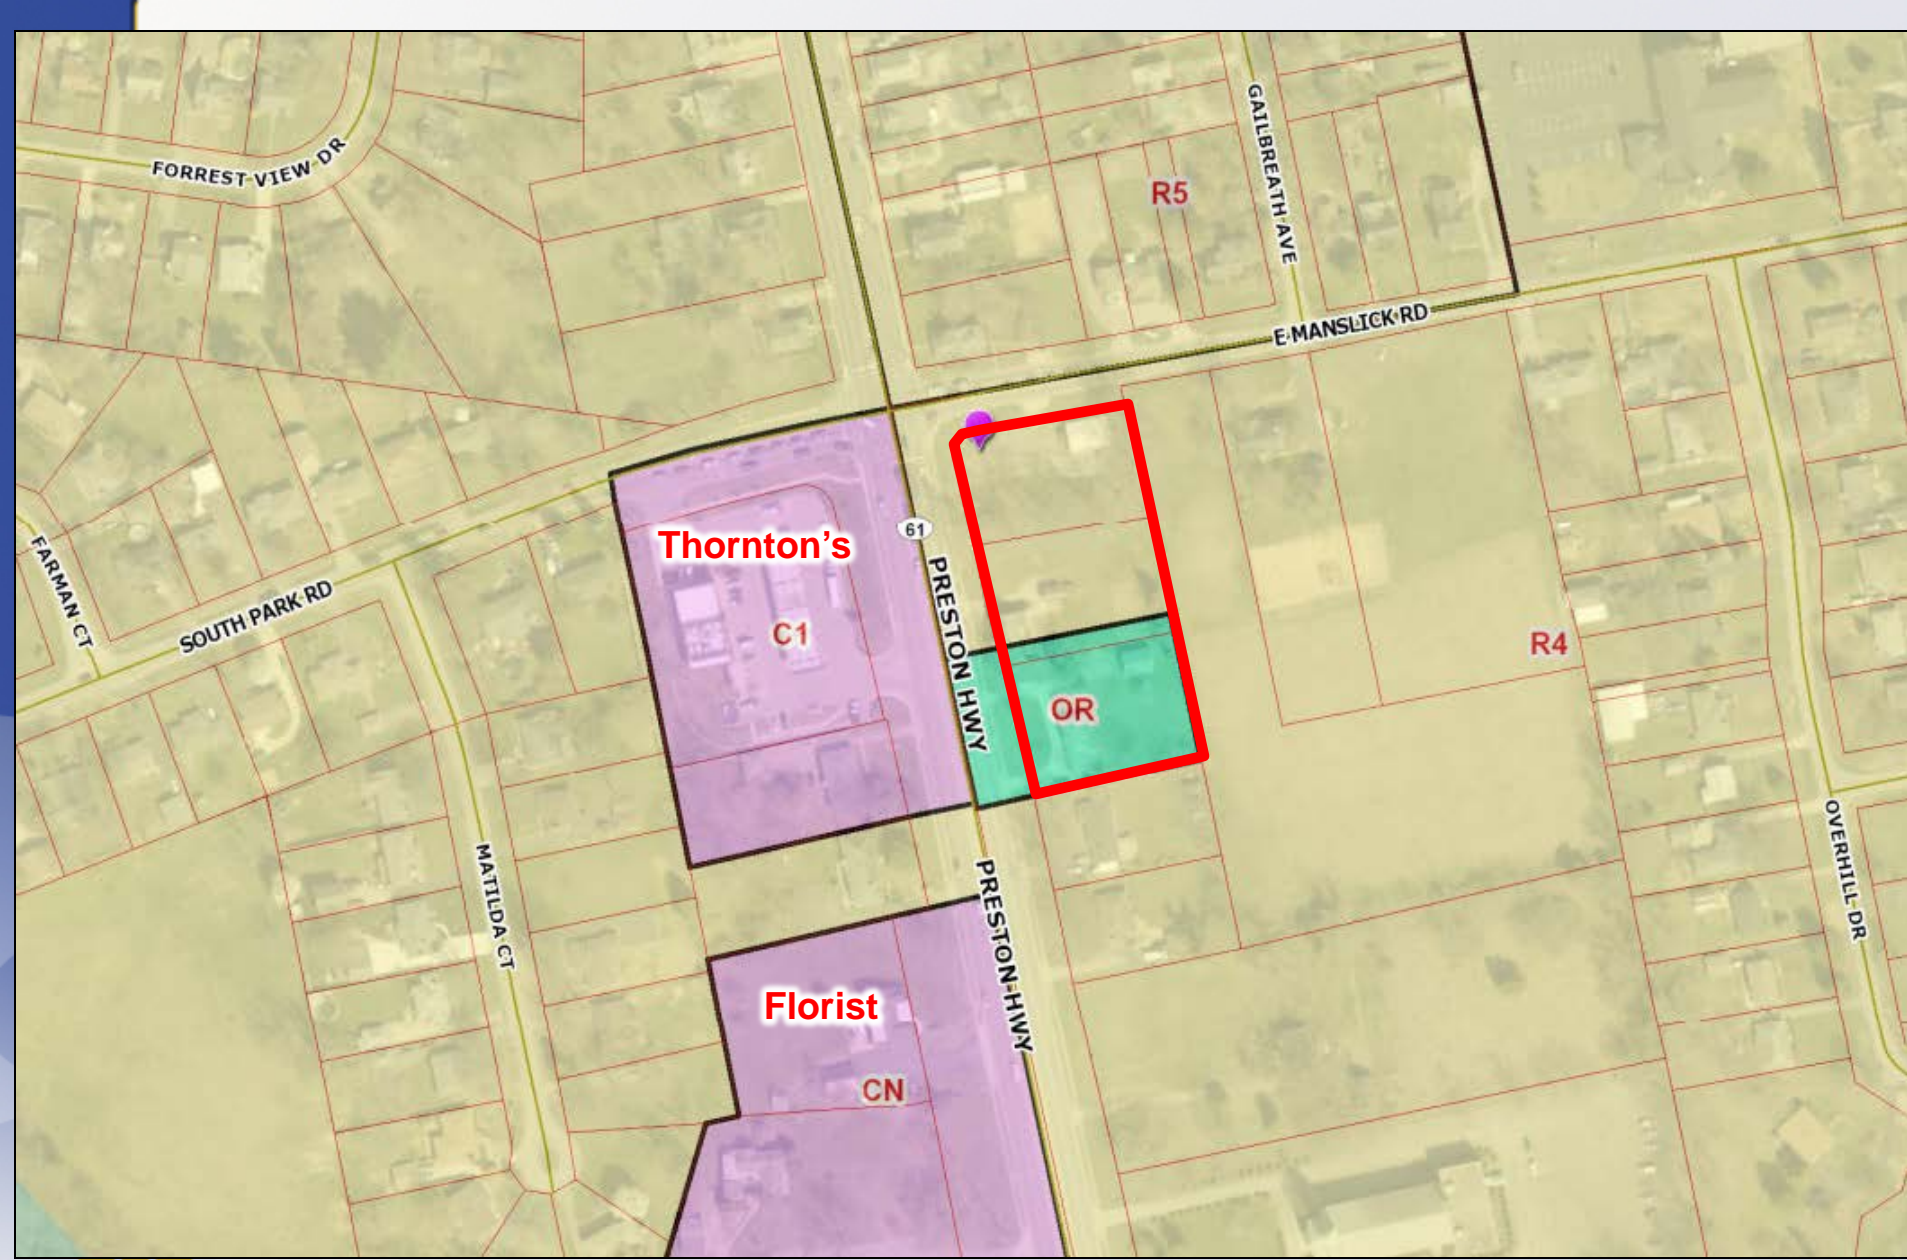 FORREST VIEW DR
GAILBREATH AVE
R5
E MANSLICK RD
61
Thornton's
PRESTON HWY
FARMAN CT
SOUTH PARK RD
C1
R4
OR
MATILDA CT
OVERHILL DR
PRESTON HWY
Florist
CN